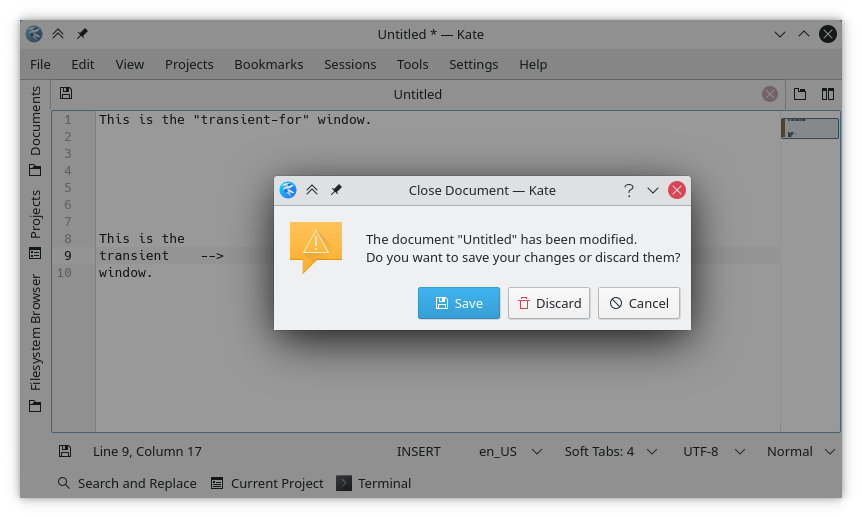 Untitled * — Kate
File Edit View Projects Bookmarks Sessions Tools Settings Help
Documents
Projects
Filesystem Browser
Untitled
1 This is the "transient-for" window.
2
3
4
5
6
7
8 This is the
9 transient    -->
10 window.
Close Document — Kate
?
The document "Untitled" has been modified.
Do you want to save your changes or discard them?
Save Discard Cancel
Line 9, Column 17 INSERT en_US Soft Tabs: 4 UTF-8 Normal
Search and Replace Current Project Terminal